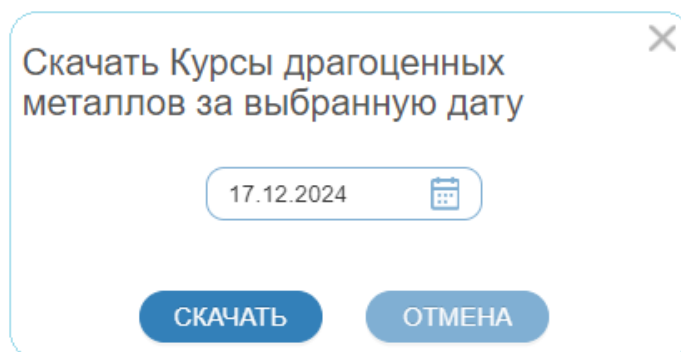 Скачать Курсы драгоценных
металлов за выбранную дату
17.12.2024
СКАЧАТЬ
ОТМЕНА